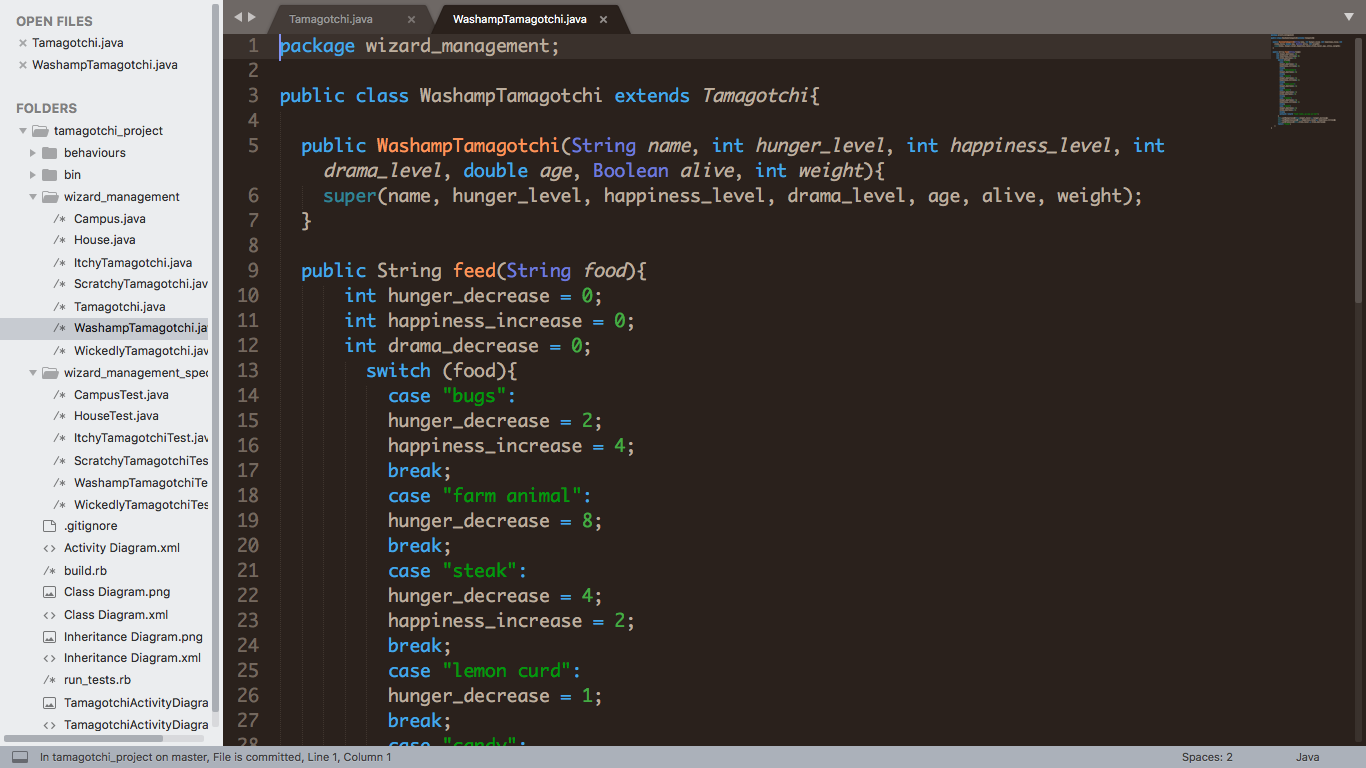 OPEN FILES
Tamagotchi.java
WashampTamagotchi.java
FOLDERS
tamagotchi_project
behaviours
bin
wizard_management
/* Campus.java
/* House.java
/* ItchyTamagotchi.java
/* ScratchyTamagotchi.jav
/* Tamagotchi.java
/* WashampTamagotchi.ja
/* WickedlyTamagotchi.jav
wizard_management_spec
/* CampusTest.java
/* HouseTest.java
/* ItchyTamagotchiTest.jav
/* ScratchyTamagotchiTes
/* WashampTamagotchiTe
/* WickedlyTamagotchiTes
.gitignore
<> Activity Diagram.xml
/* build.rb
Class Diagram.png
<> Class Diagram.xml
Inheritance Diagram.png
<> Inheritance Diagram.xml
/* run_tests.rb
TamagotchiActivityDiagra
<> TamagotchiActivityDiagra
Tamagotchi.java × WashampTamagotchi.java ×
1 package wizard_management;
2
3 public class WashampTamagotchi extends Tamagotchi{
4
5 public WashampTamagotchi(String name, int hunger_level, int happiness_level, int
drama_level, double age, Boolean alive, int weight){
6 super(name, hunger_level, happiness_level, drama_level, age, alive, weight);
7 }
8
9 public String feed(String food){
10 int hunger_decrease = 0;
11 int happiness_increase = 0;
12 int drama_decrease = 0;
13 switch (food){
14 case "bugs":
15 hunger_decrease = 2;
16 happiness_increase = 4;
17 break;
18 case "farm animal":
19 hunger_decrease = 8;
20 break;
21 case "steak":
22 hunger_decrease = 4;
23 happiness_increase = 2;
24 break;
25 case "lemon curd":
26 hunger_decrease = 1;
27 break;
28 case "candy":
In tamagotchi_project on master, File is committed, Line 1, Column 1 Spaces: 2 Java